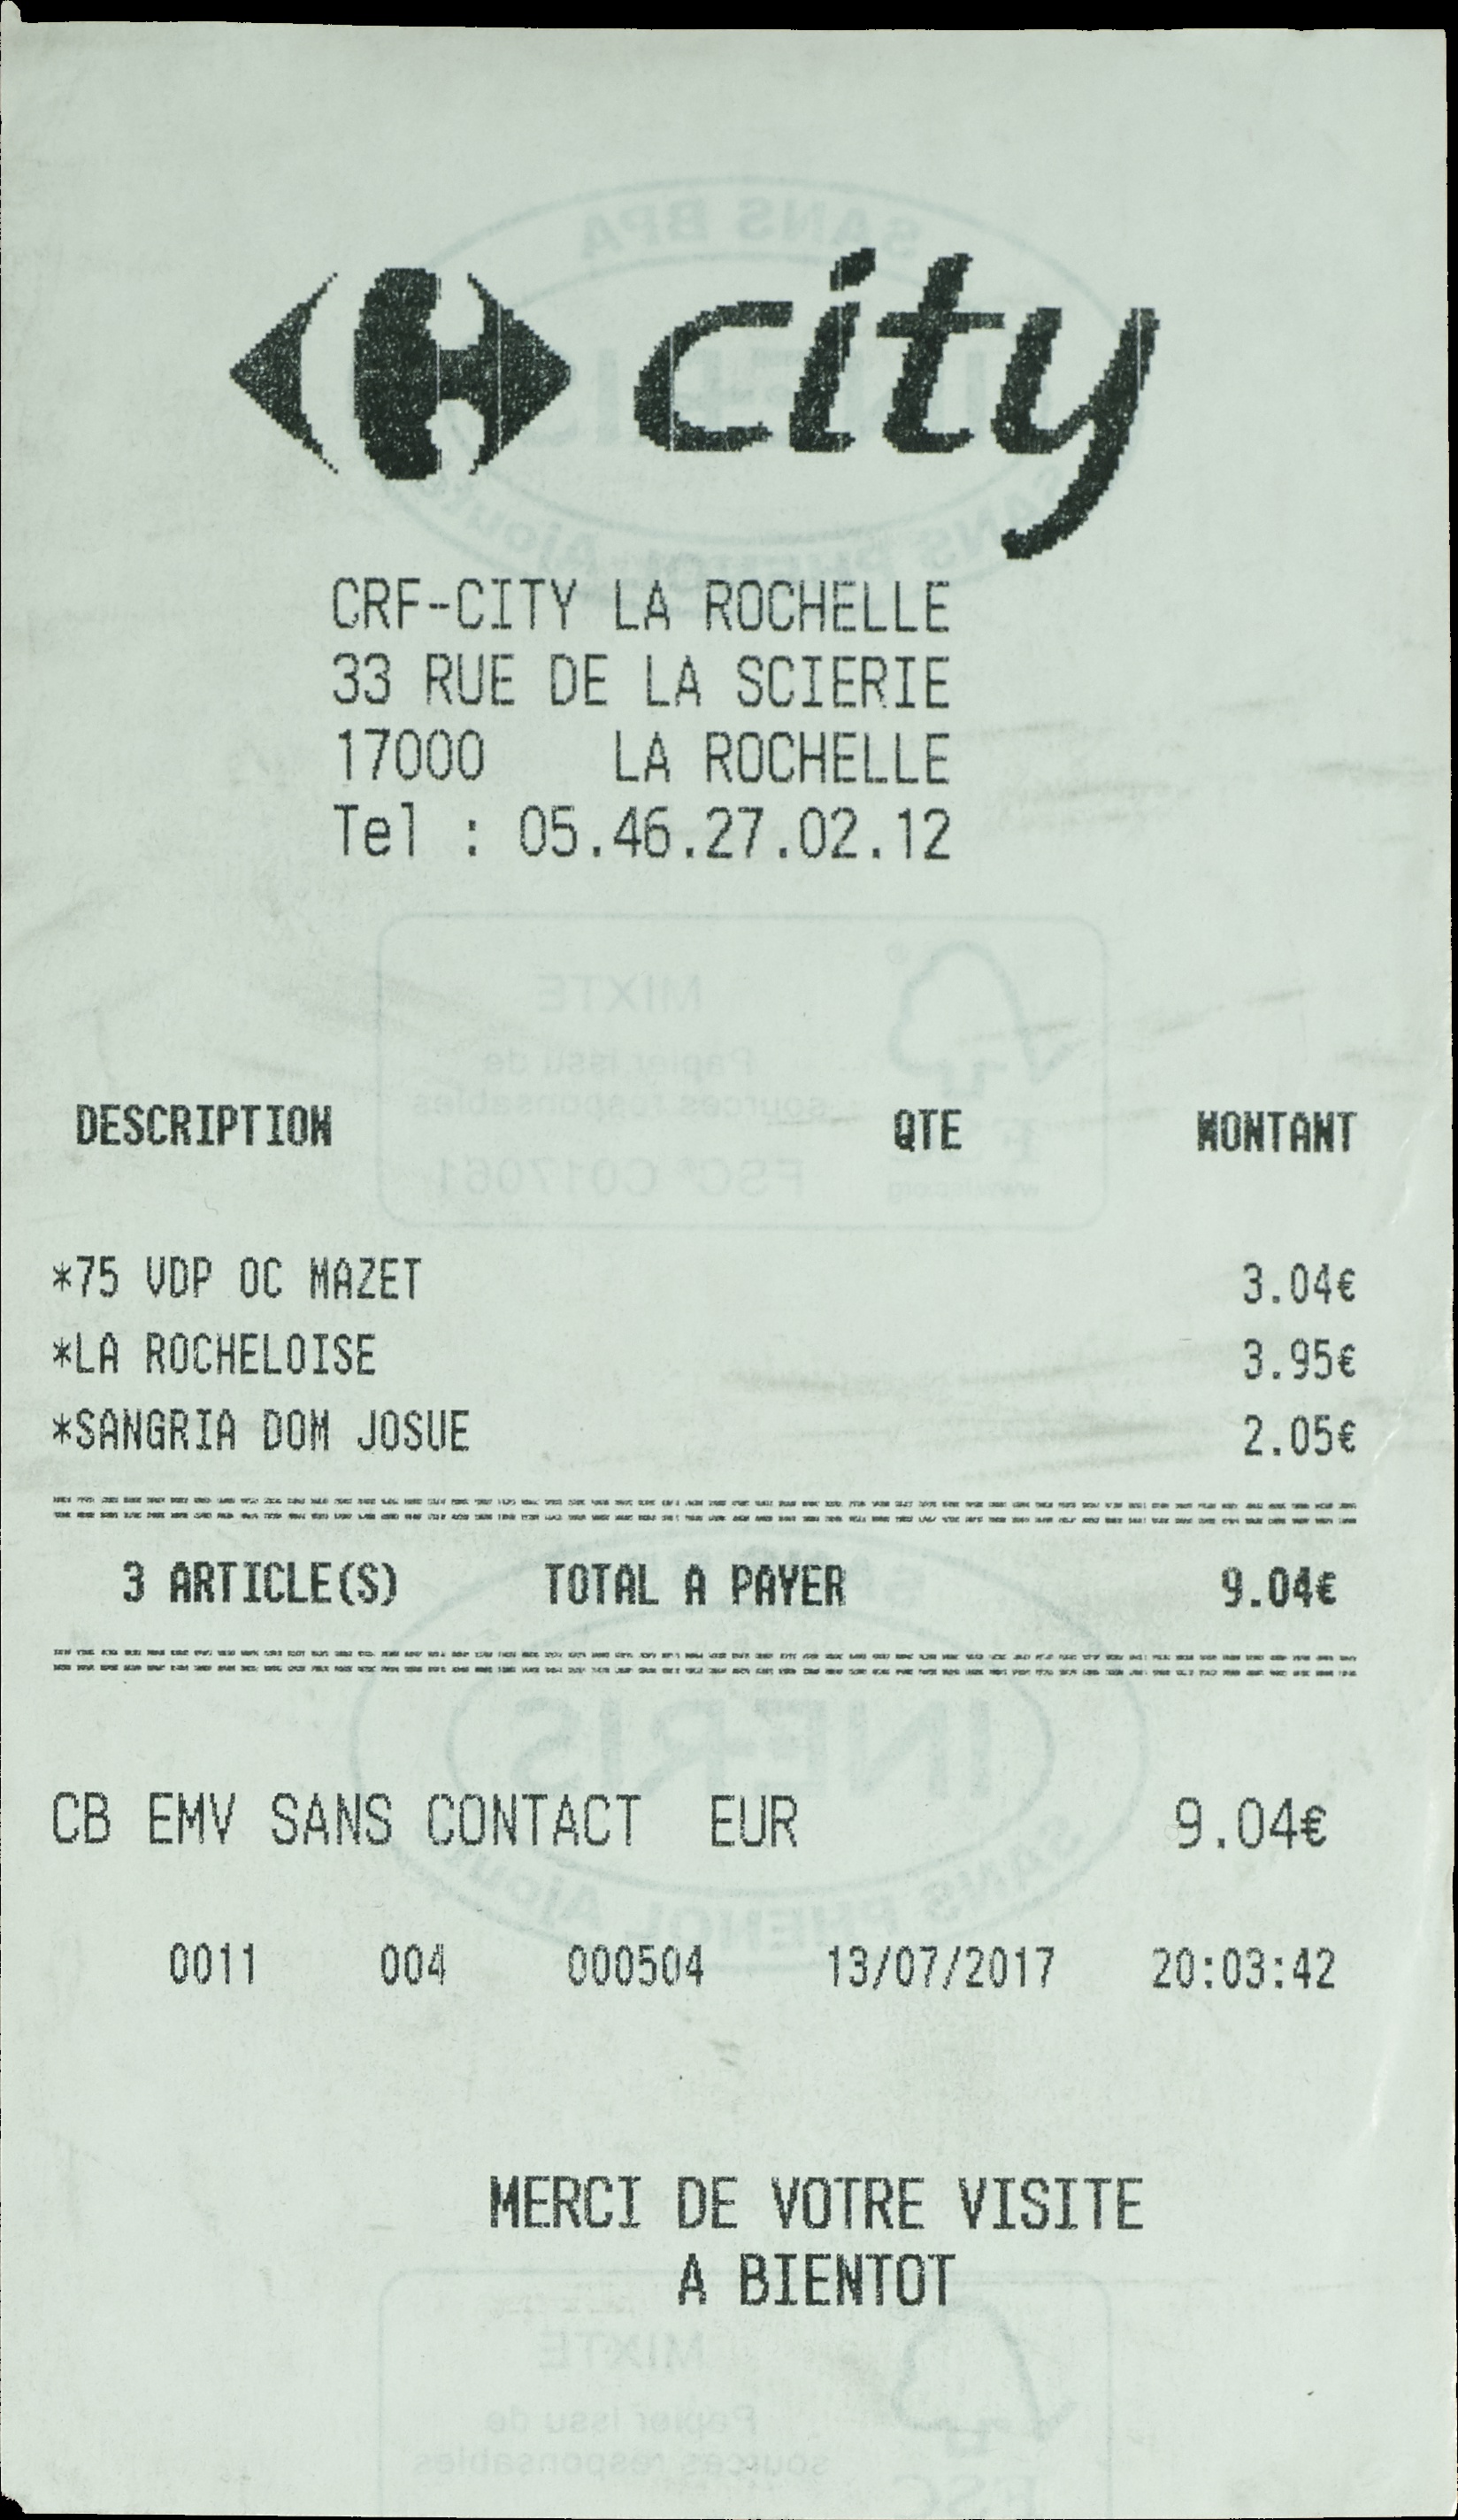 city
CRF-CITY LA ROCHELLE
33 RUE DE LA SCIERIE
17000 LA ROCHELLE
Tel : 05.46.27.02.12
DESCRIPTION QTE MONTANT
*75 VDP OC MAZET 3.04€
*LA ROCHELOISE 3.95€
*SANGRIA DOM JOSUE 2.05€
3 ARTICLE(S) TOTAL A PAYER 9.04€
CB EMV SANS CONTACT EUR 9.04€
0011 004 000504 13/07/2017 20:03:42
MERCI DE VOTRE VISITE
A BIENTOT